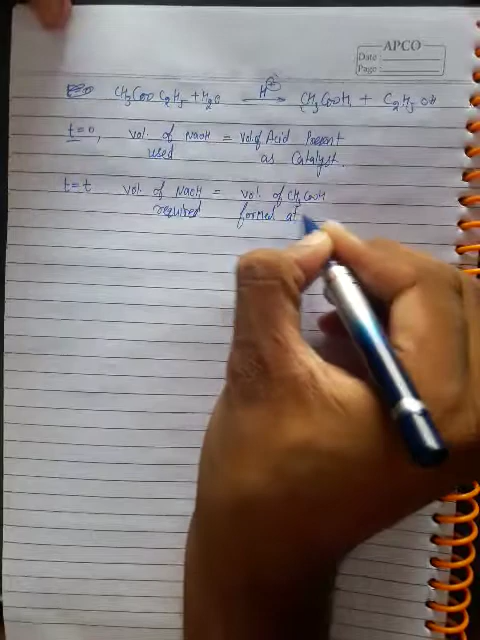 APCO
Date
Page
CH3COOC2H5 + H2O H⊕ → CH3COOH + C2H5OH
t=0, vol. of NaOH = vol. of Acid Present
used as Catalyst.
t=t vol. of NaOH = vol. of CH3COOH
required formed at